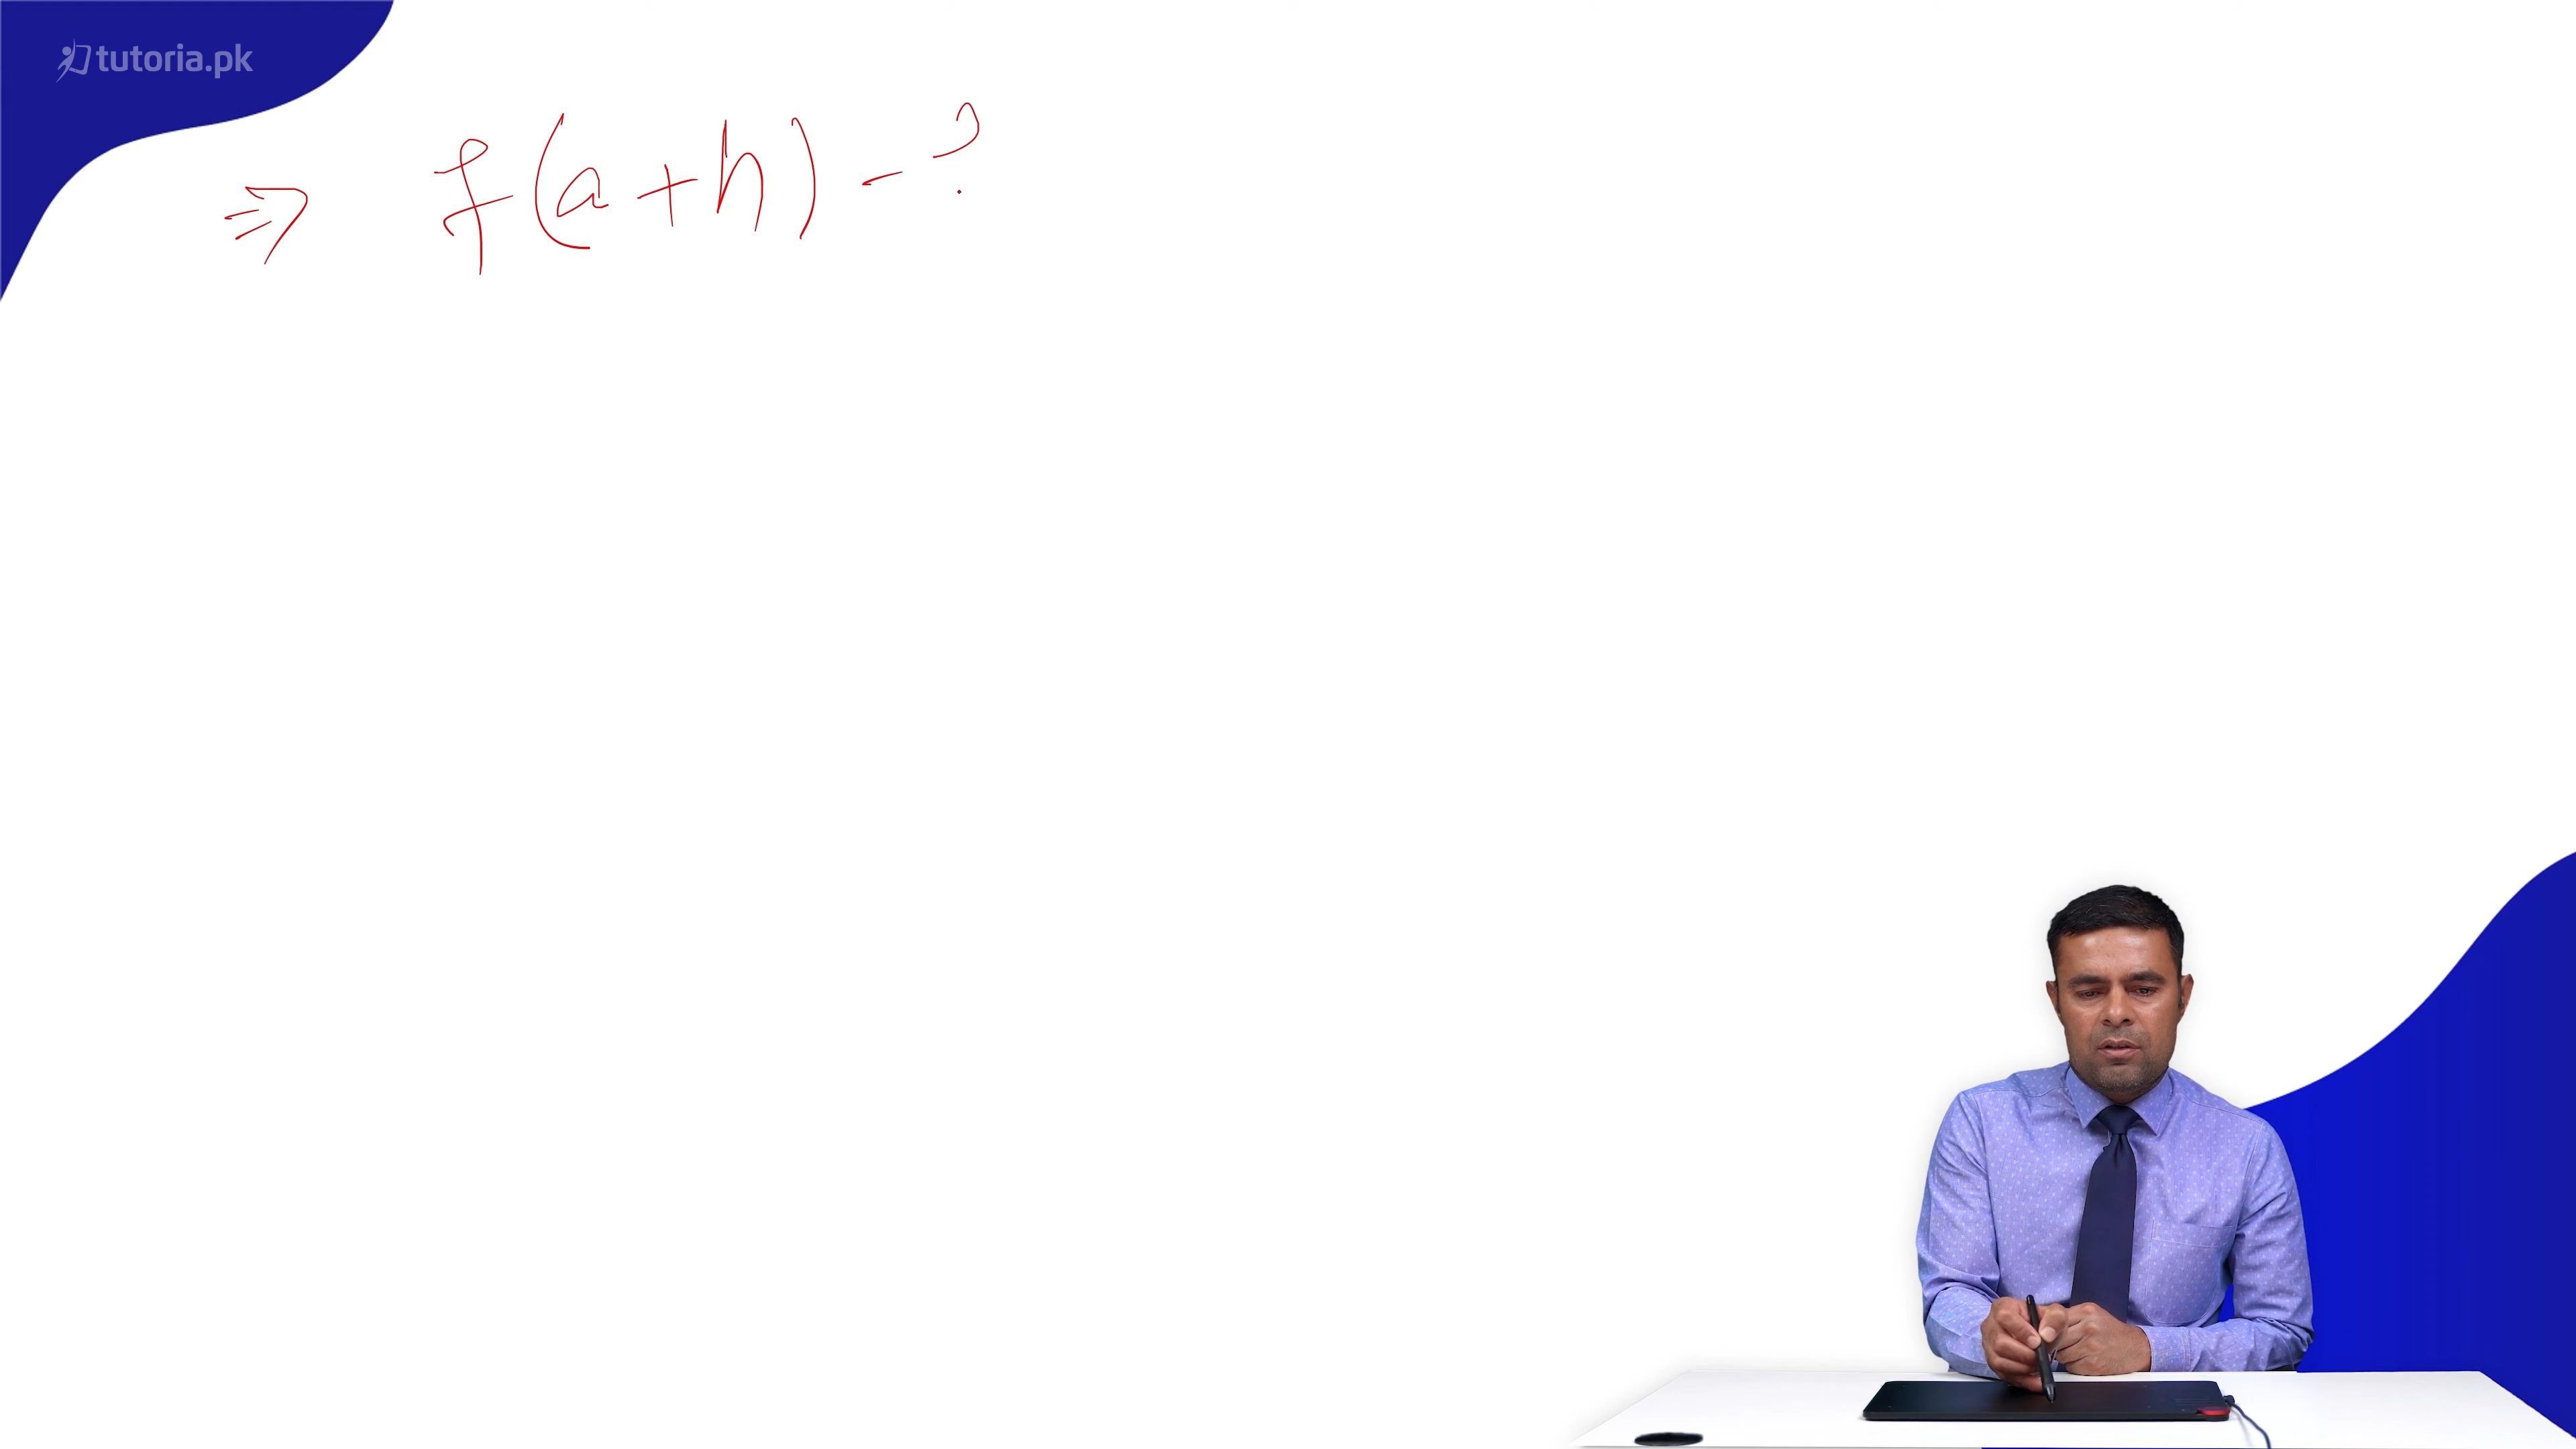 tutoria.pk
⇒ f(a+h) - ?